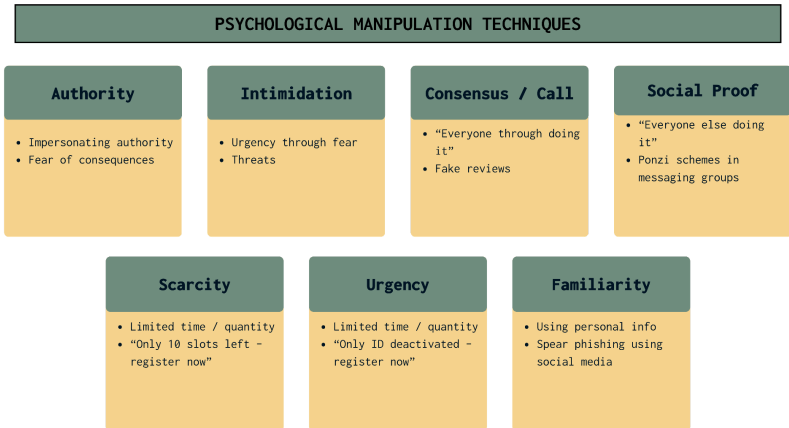 PSYCHOLOGICAL MANIPULATION TECHNIQUES
Authority
• Impersonating authority
• Fear of consequences
Intimidation
• Urgency through fear
• Threats
Consensus / Call
• “Everyone through doing
it”
• Fake reviews
Social Proof
• “Everyone else doing
it”
• Ponzi schemes in
messaging groups
Scarcity
• Limited time / quantity
• “Only 10 slots left –
register now”
Urgency
• Limited time / quantity
• “Only ID deactivated –
register now”
Familiarity
• Using personal info
• Spear phishing using
social media